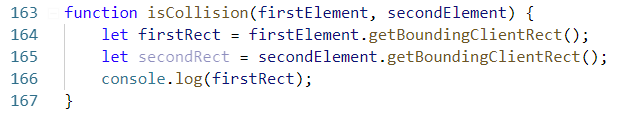 163 function isCollision(firstElement, secondElement) {
164     let firstRect = firstElement.getBoundingClientRect();
165     let secondRect = secondElement.getBoundingClientRect();
166     console.log(firstRect);
167 }